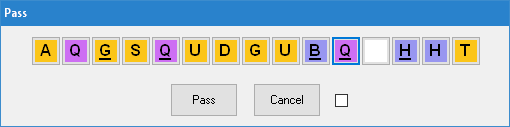 Pass
A Q G S Q U D G U B Q H H T
Pass Cancel